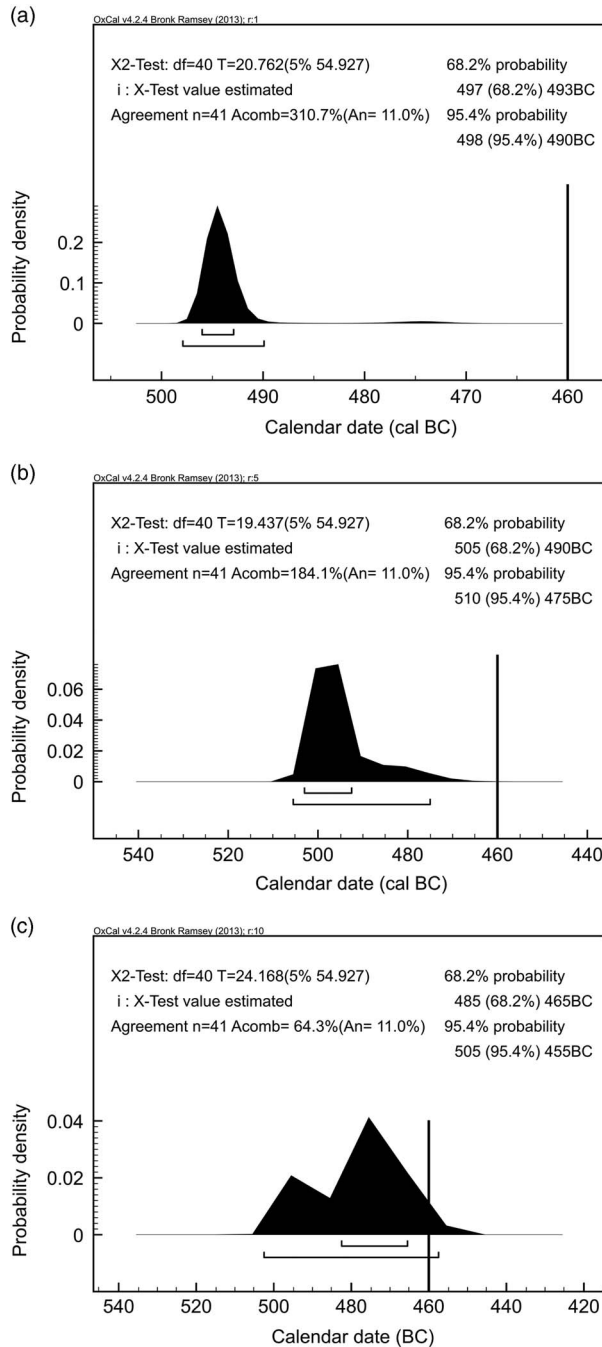 (a)
OxCal v4.2.4 Bronk Ramsey (2013); r:1
X2-Test: df=40 T=20.762(5% 54.927) 68.2% probability
i : X-Test value estimated 497 (68.2%) 493BC
Agreement n=41 Acomb=310.7%(An= 11.0%) 95.4% probability
498 (95.4%) 490BC
Probability density
0.2
0.1
0
500 490 480 470 460
Calendar date (cal BC)
(b)
OxCal v4.2.4 Bronk Ramsey (2013); r:5
X2-Test: df=40 T=19.437(5% 54.927) 68.2% probability
i : X-Test value estimated 505 (68.2%) 490BC
Agreement n=41 Acomb=184.1%(An= 11.0%) 95.4% probability
510 (95.4%) 475BC
Probability density
0.06
0.04
0.02
0
540 520 500 480 460 440
Calendar date (cal BC)
(c)
OxCal v4.2.4 Bronk Ramsey (2013); r:10
X2-Test: df=40 T=24.168(5% 54.927) 68.2% probability
i : X-Test value estimated 485 (68.2%) 465BC
Agreement n=41 Acomb= 64.3%(An= 11.0%) 95.4% probability
505 (95.4%) 455BC
Probability density
0.04
0.02
0
540 520 500 480 460 440 420
Calendar date (BC)